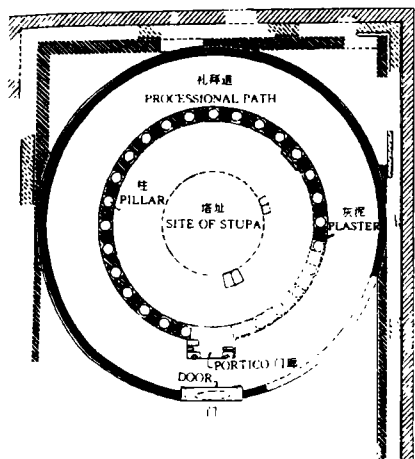 礼拜道
PROCESSIONAL PATH
柱
PILLAR
塔址
SITE OF STUPA
灰泥
PLASTER
PORTICO 门廊
DOOR
门